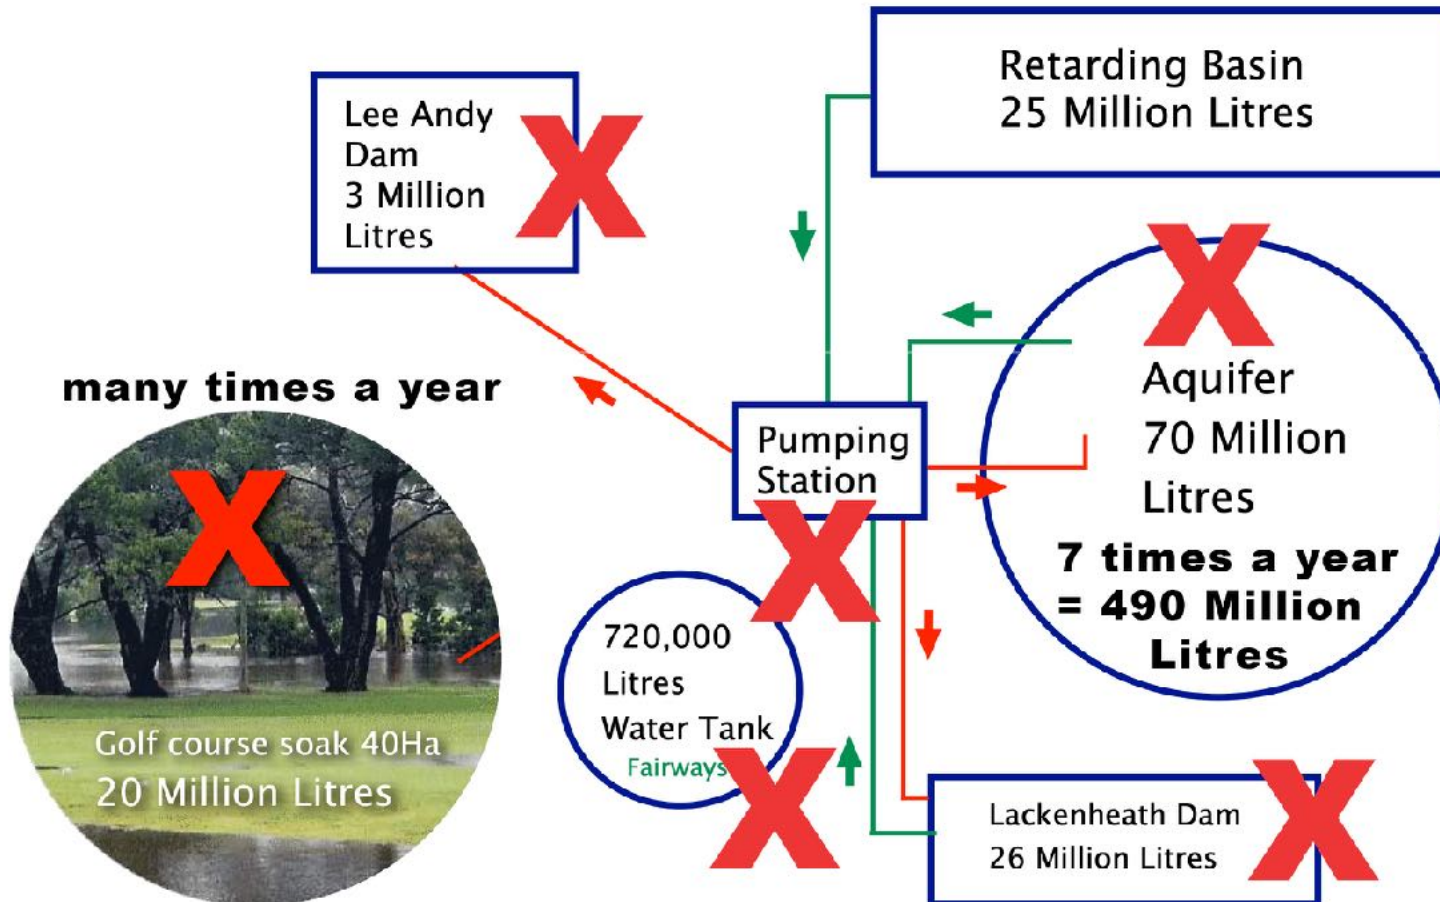 Retarding Basin
25 Million Litres
Lee Andy
Dam
3 Million
Litres
many times a year
Aquifer
70 Million
Litres
7 times a year
= 490 Million
Litres
Pumping
Station
720,000
Litres
Water Tank
Fairways
Golf course soak 40Ha
20 Million Litres
Lackenheath Dam
26 Million Litres